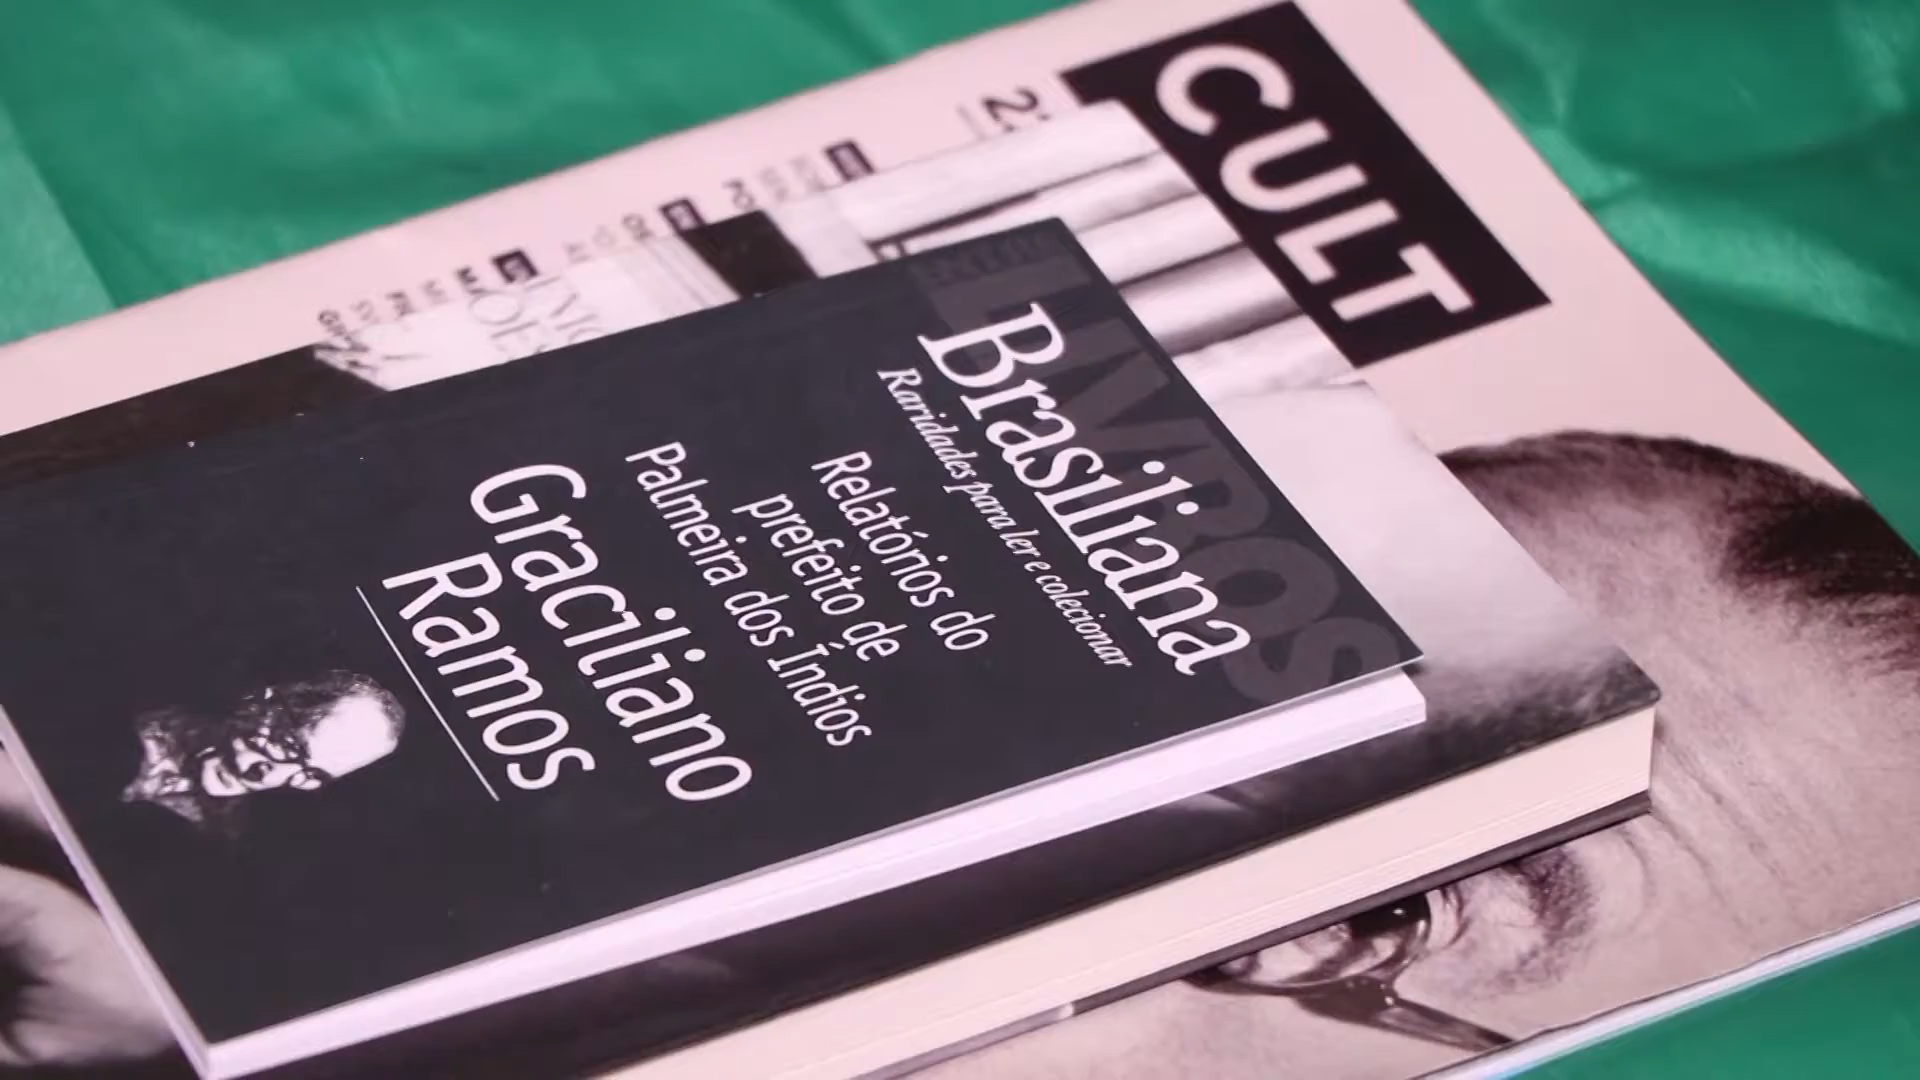 CULT
LIVROS
Brasiliana
Raridades para ler e colecionar
Relatórios do
prefeito de
Palmeira dos Índios
Graciliano
Ramos